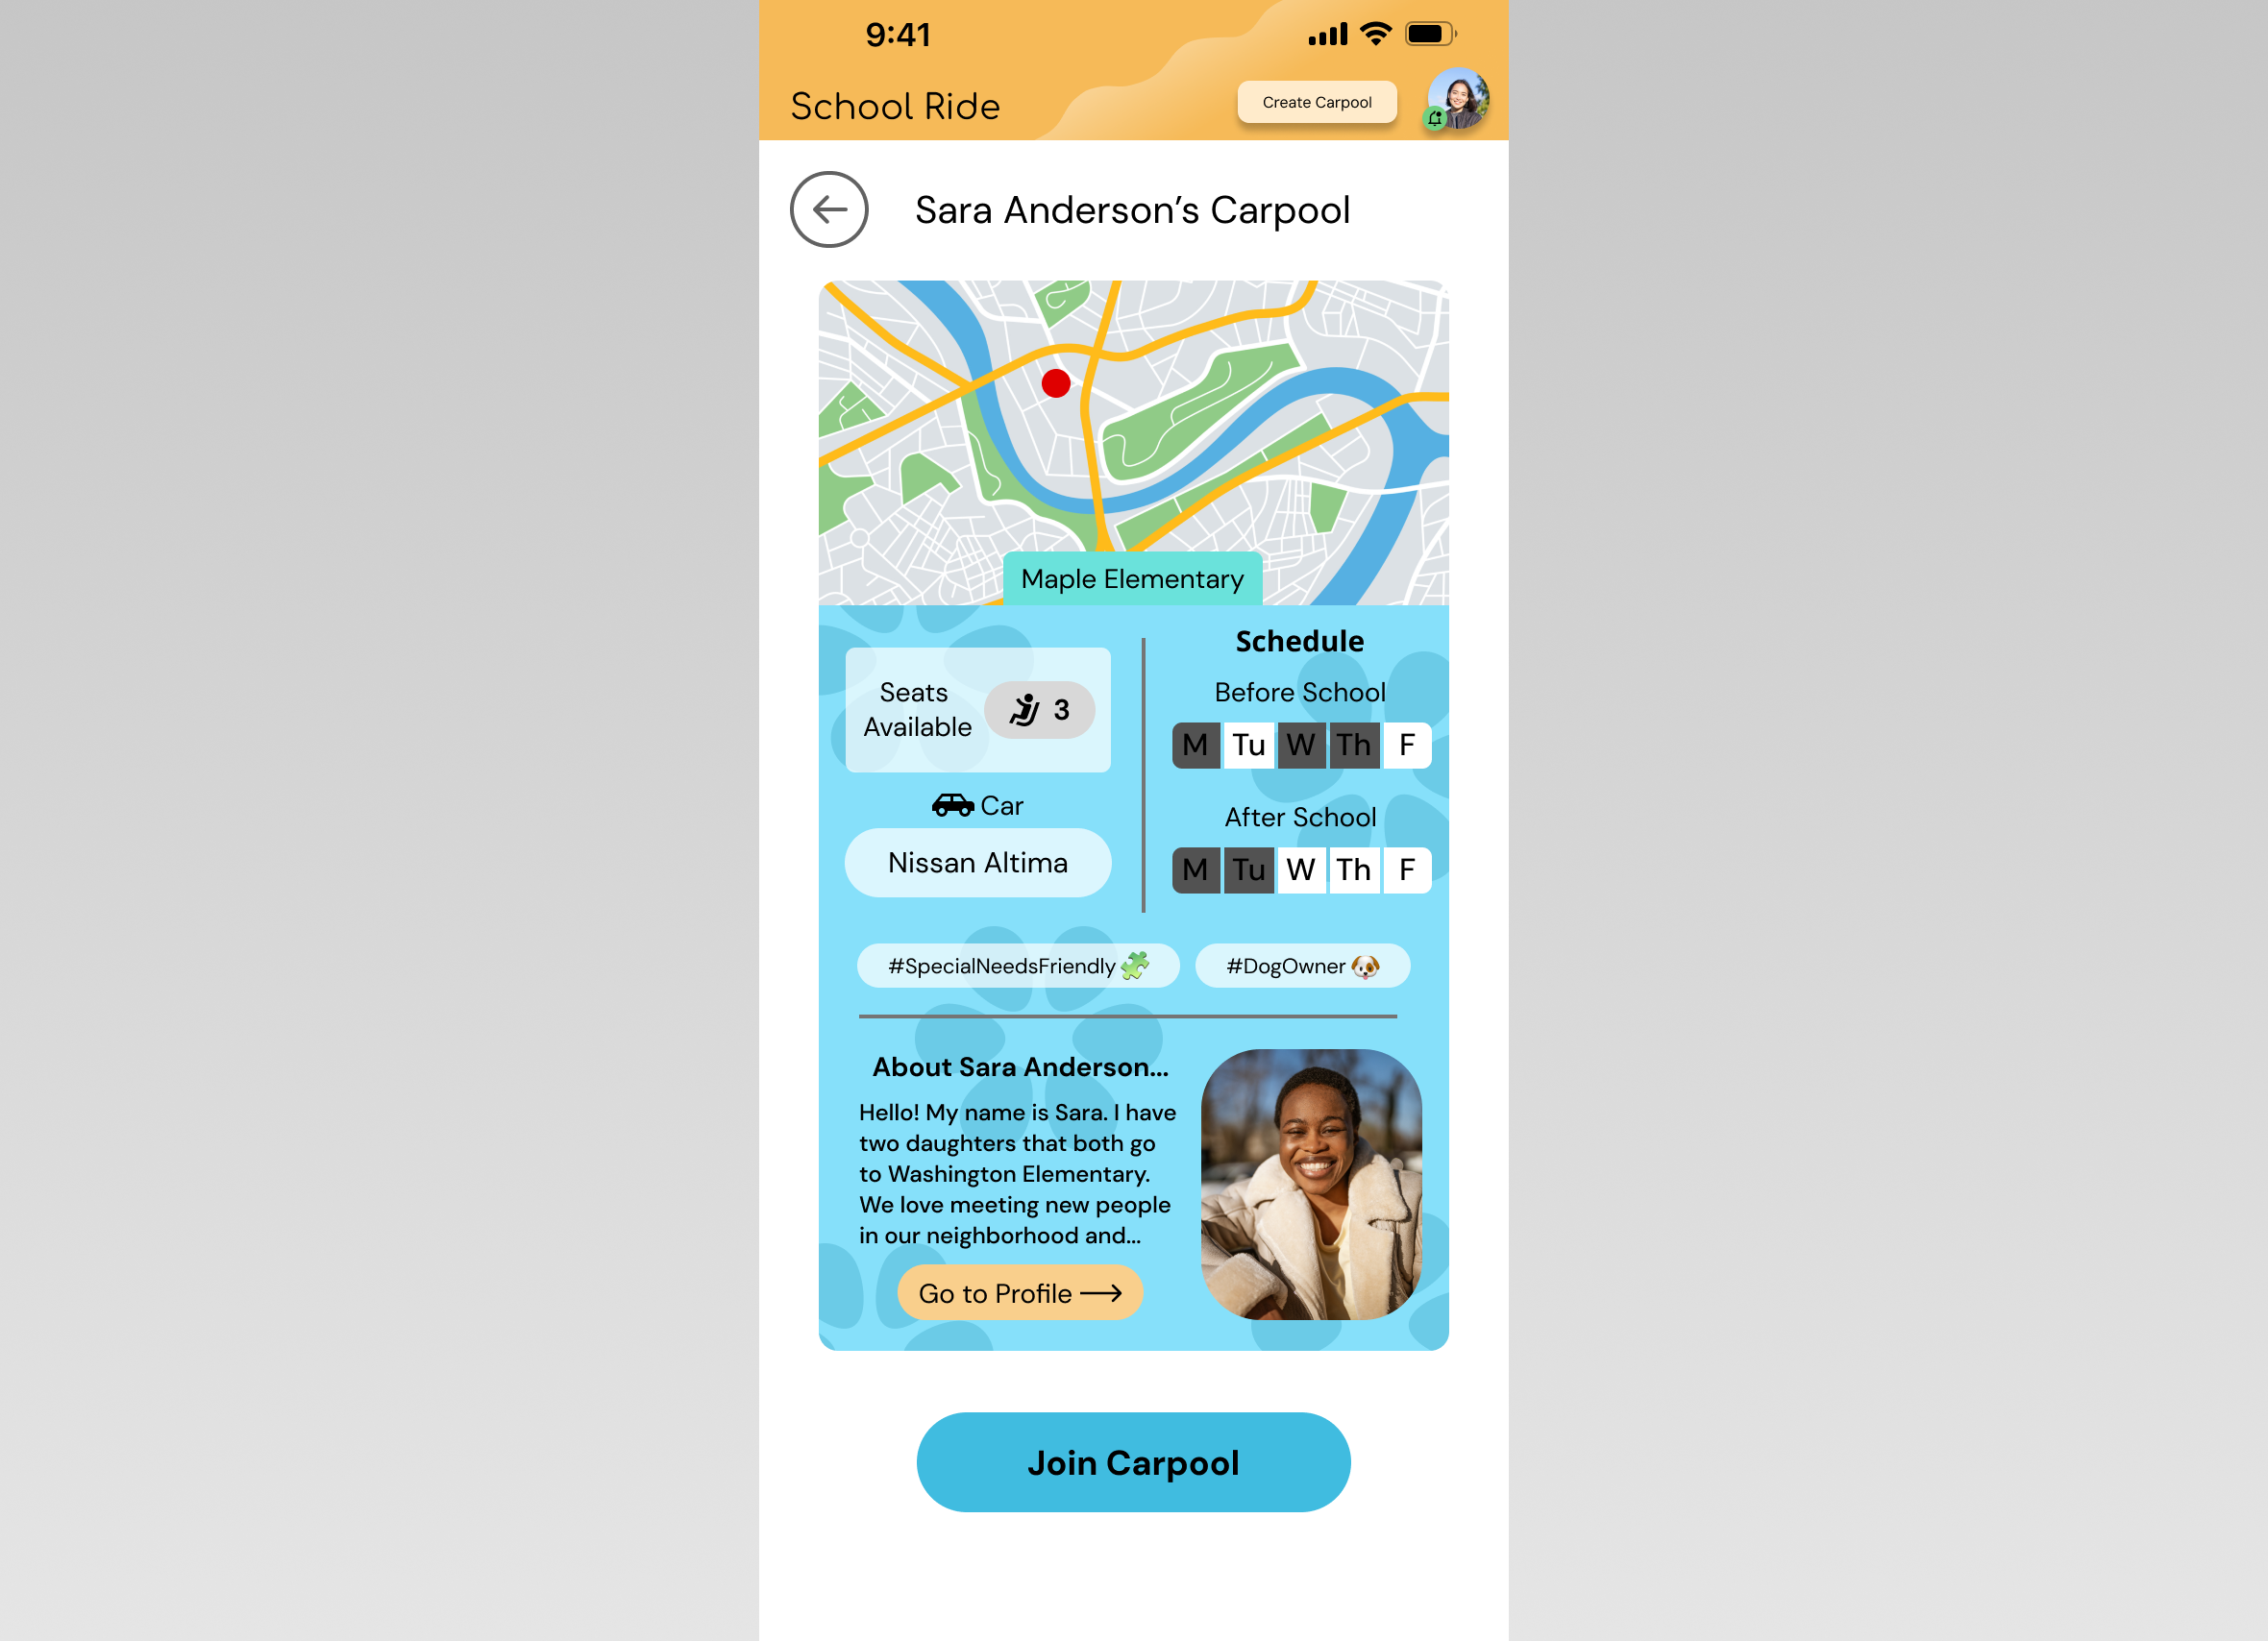 9:41
School Ride
Create Carpool
Sara Anderson’s Carpool
Maple Elementary
Seats
Available
3
Car
Nissan Altima
Schedule
Before School
M Tu W Th F
After School
M Tu W Th F
#SpecialNeedsFriendly
#DogOwner
About Sara Anderson...
Hello! My name is Sara. I have
two daughters that both go
to Washington Elementary.
We love meeting new people
in our neighborhood and...
Go to Profile
Join Carpool